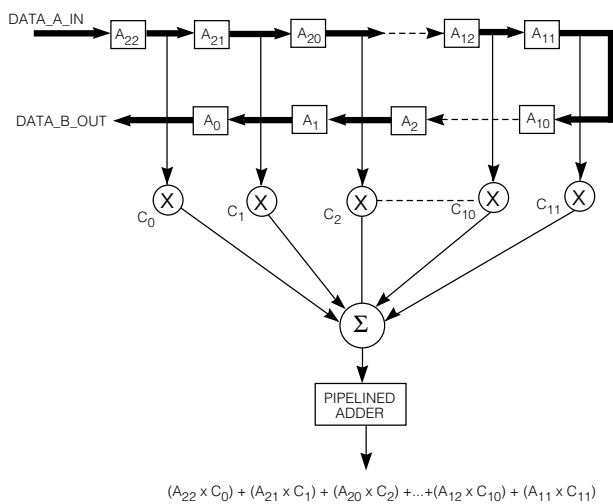 DATA_A_IN
A22 A21 A20 A12 A11
DATA_B_OUT A0 A1 A2 A10
X X X X X
C0 C1 C2 C10 C11
Σ
PIPELINED
ADDER
(A22 x C0) + (A21 x C1) + (A20 x C2) +...+(A12 x C10) + (A11 x C11)